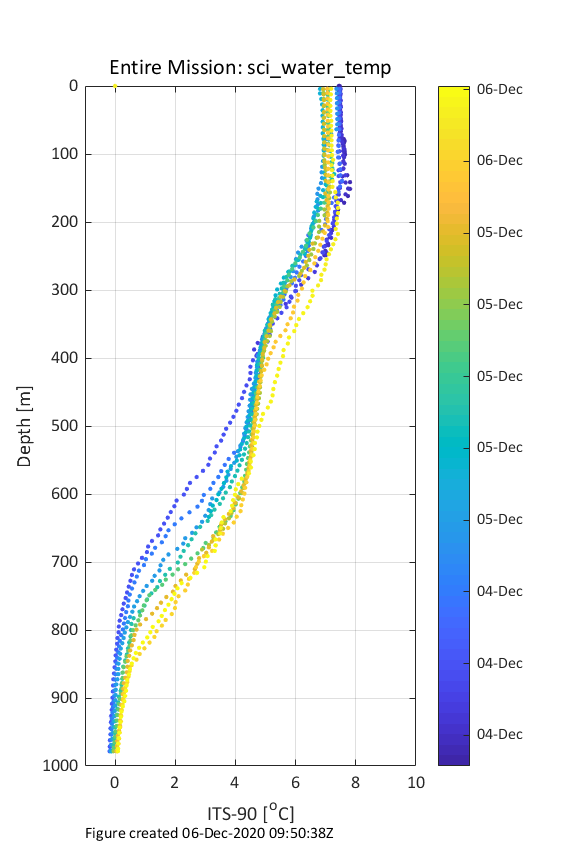 Entire Mission: sci_water_temp
0
100
200
300
400
500
600
700
800
900
1000
Depth [m]
0
2
4
6
8
10
ITS-90 [°C]
Figure created 06-Dec-2020 09:50:38Z
06-Dec
06-Dec
05-Dec
05-Dec
05-Dec
05-Dec
05-Dec
04-Dec
04-Dec
04-Dec